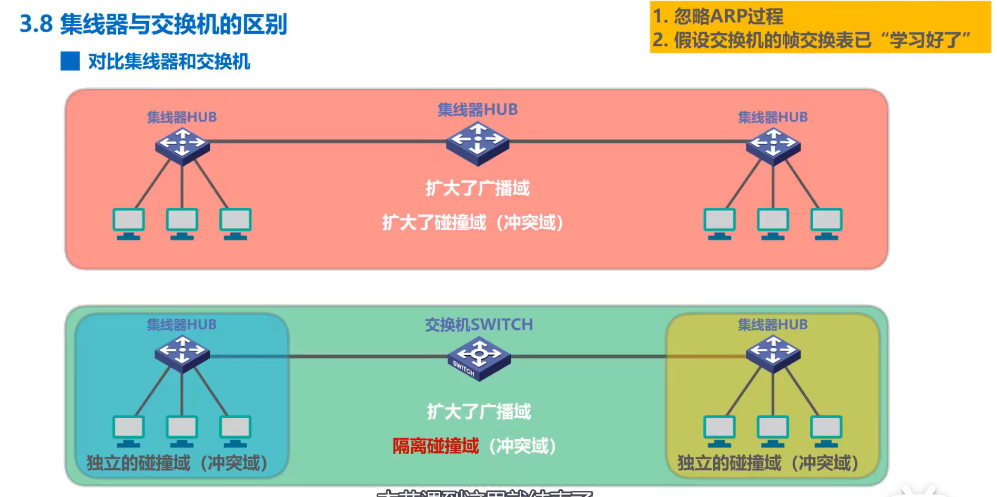 3.8 集线器与交换机的区别
1. 忽略ARP过程
2. 假设交换机的帧交换表已“学习好了”
对比集线器和交换机
集线器HUB
集线器HUB
集线器HUB
扩大了广播域
扩大了碰撞域（冲突域）
集线器HUB
交换机SWITCH
集线器HUB
SWITCH
扩大了广播域
隔离碰撞域（冲突域）
独立的碰撞域（冲突域）
独立的碰撞域（冲突域）